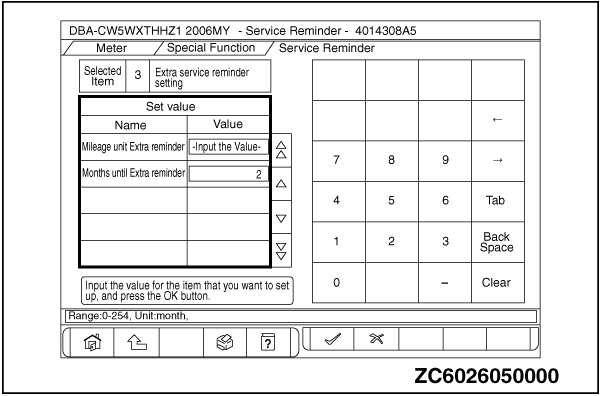 DBA-CW5WXTHHZ1 2006MY - Service Reminder - 4014308A5
Meter / Special Function / Service Reminder
Selected Item 3 Extra service reminder setting
Set value
Name Value
Mileage unit Extra reminder -Input the Value-
Months until Extra reminder 2
←
7 8 9 →
4 5 6 Tab
1 2 3 Back Space
0 – Clear
Input the value for the item that you want to set
up, and press the OK button.
Range:0-254, Unit:month,
?
ZC6026050000